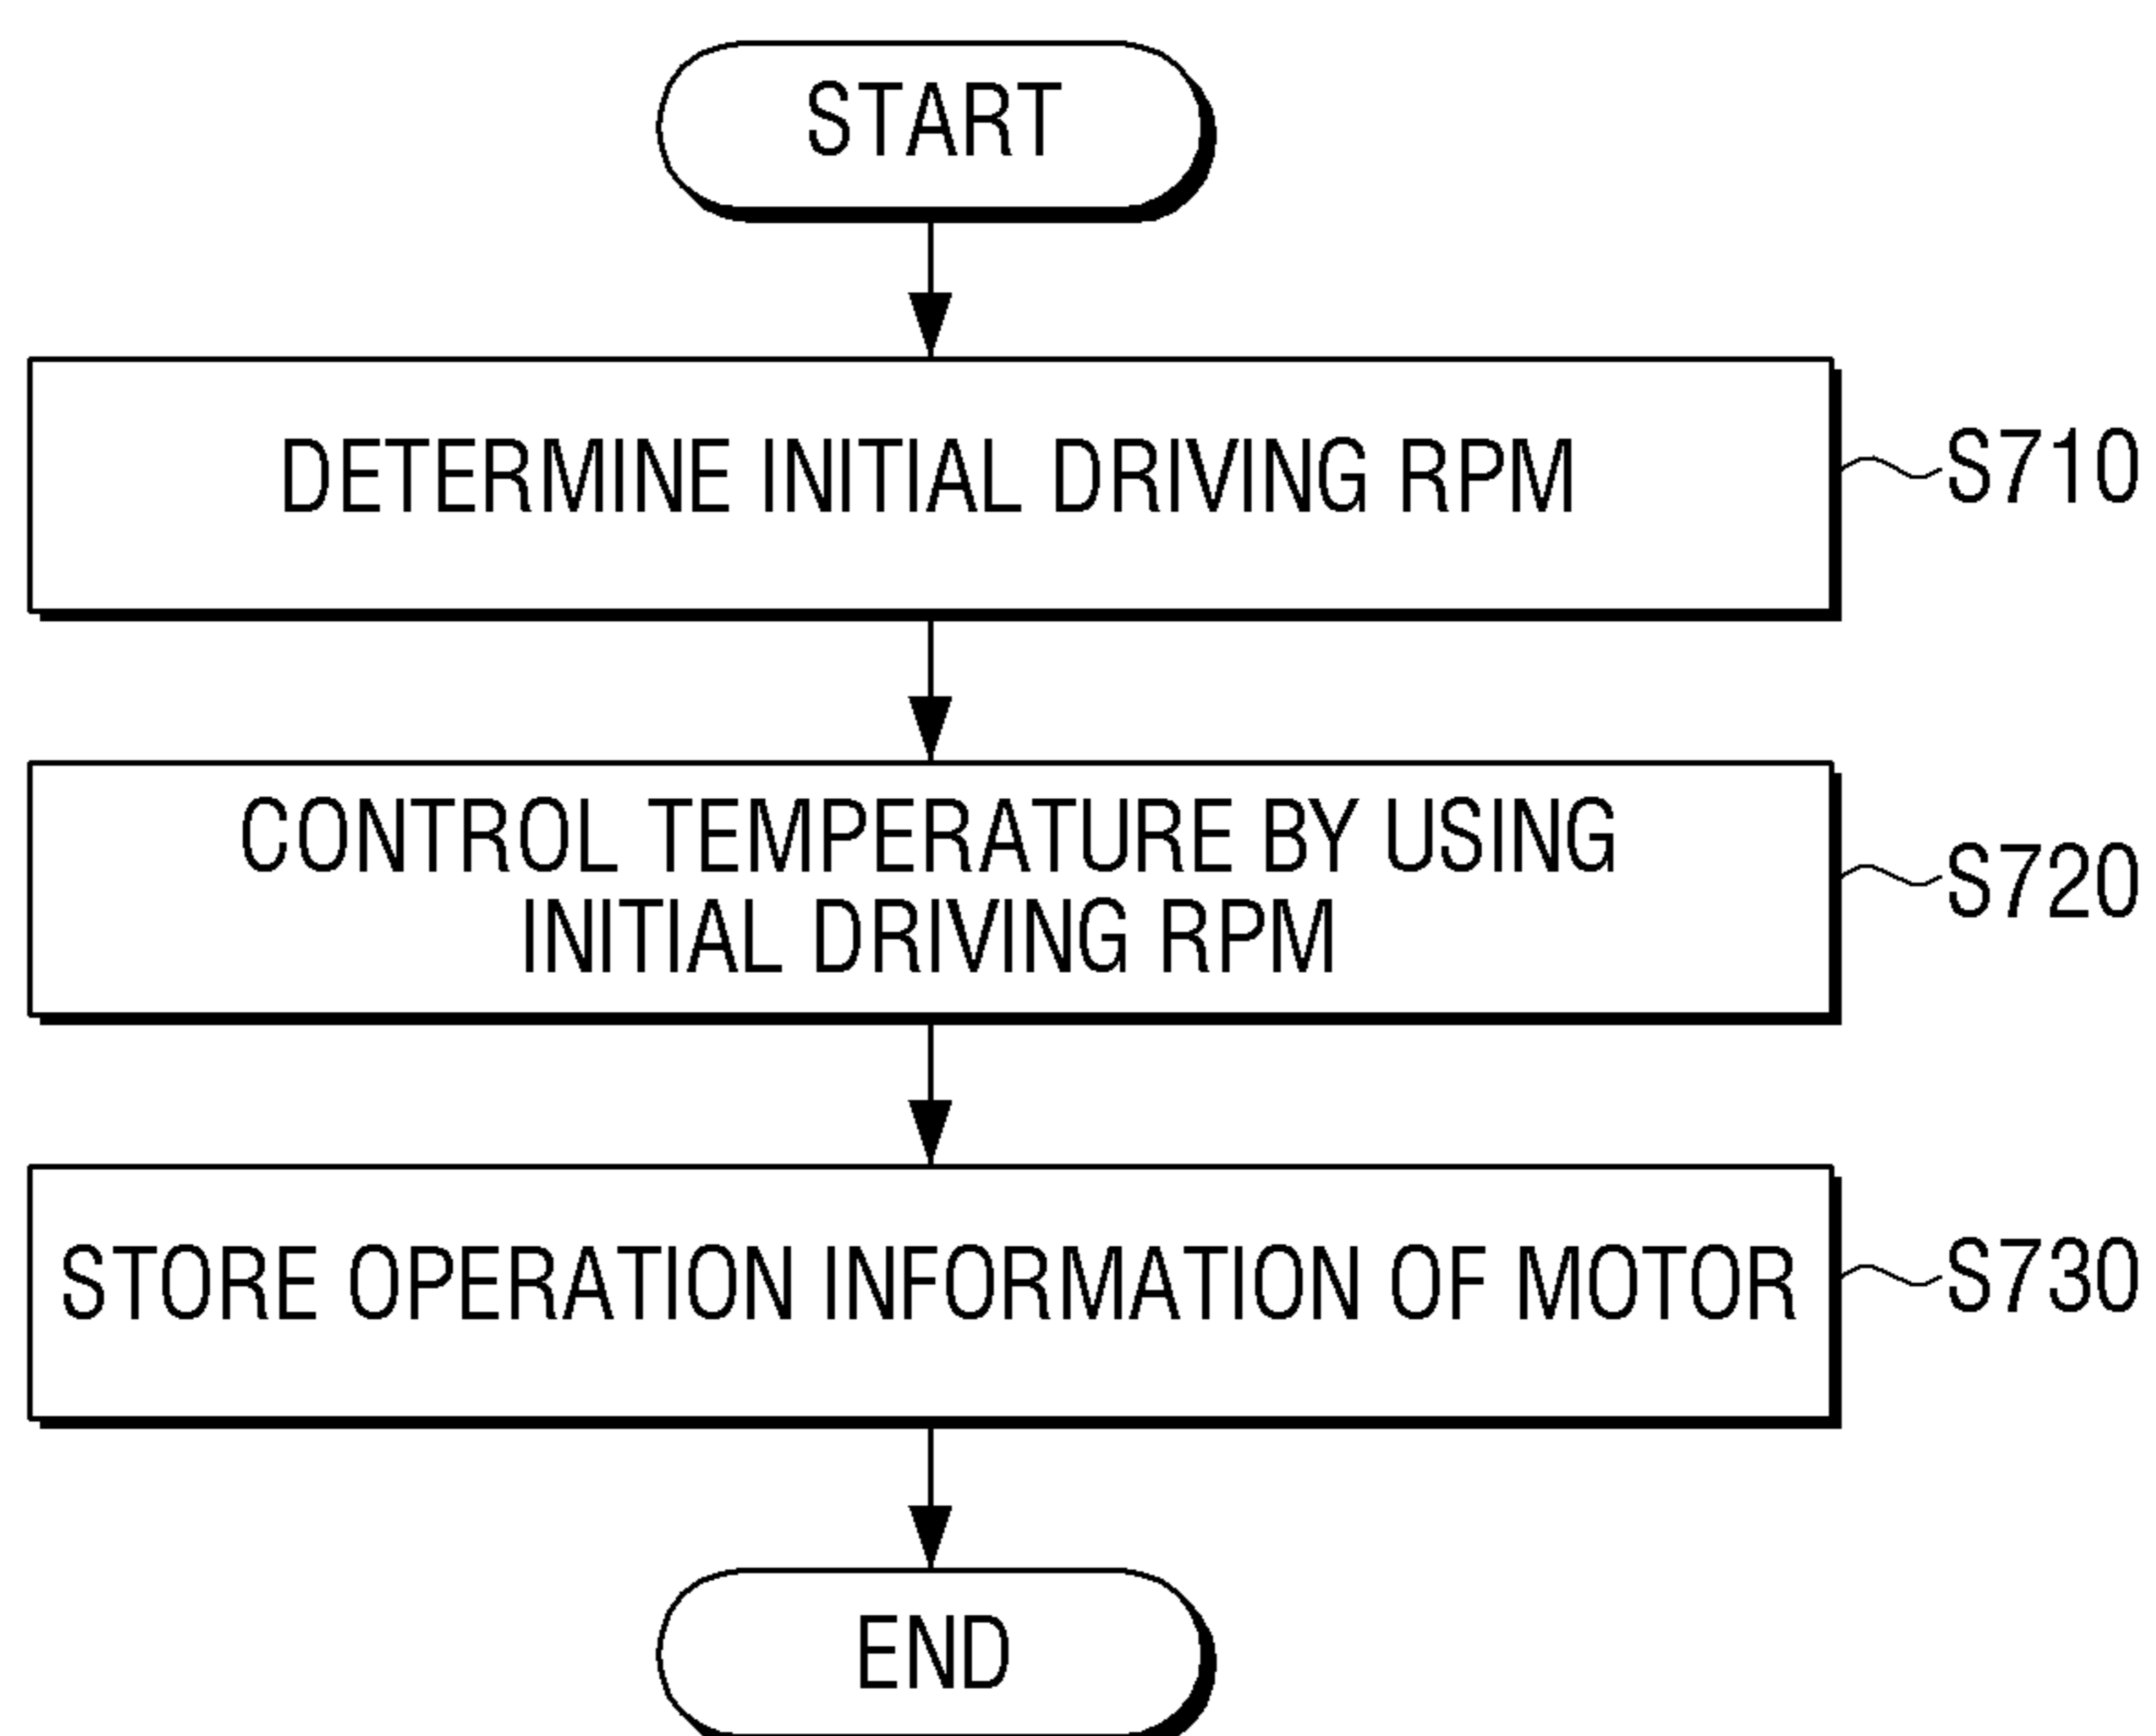 START
DETERMINE INITIAL DRIVING RPM
S710
CONTROL TEMPERATURE BY USING
INITIAL DRIVING RPM
S720
STORE OPERATION INFORMATION OF MOTOR
S730
END